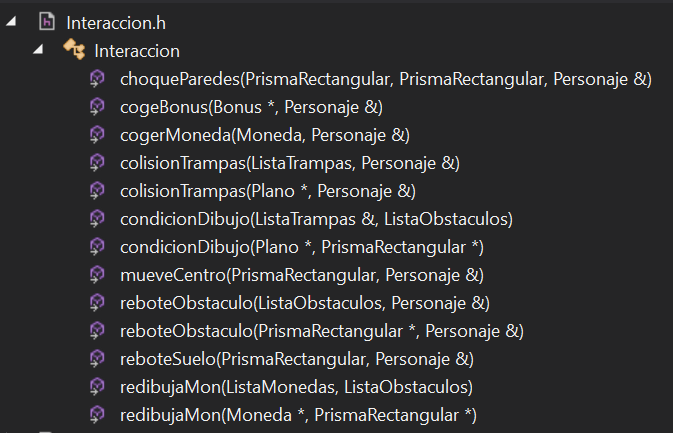 Interaccion.h
Interaccion
choqueParedes(PrismaRectangular, PrismaRectangular, Personaje &)
cogeBonus(Bonus *, Personaje &)
cogerMoneda(Moneda, Personaje &)
colisionTrampas(ListaTrampas, Personaje &)
colisionTrampas(Plano *, Personaje &)
condicionDibujo(ListaTrampas &, ListaObstaculos)
condicionDibujo(Plano *, PrismaRectangular *)
mueveCentro(PrismaRectangular, Personaje &)
reboteObstaculo(ListaObstaculos, Personaje &)
reboteObstaculo(PrismaRectangular *, Personaje &)
reboteSuelo(PrismaRectangular, Personaje &)
redibujaMon(ListaMonedas, ListaObstaculos)
redibujaMon(Moneda *, PrismaRectangular *)